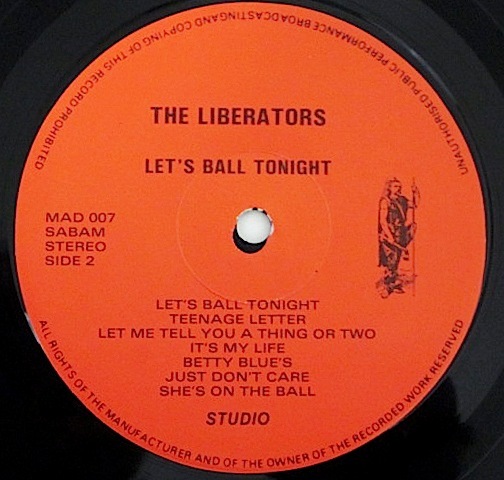 UNAUTHORISED PUBLIC PERFORMANCE BROADCASTINGAND COPYING OF THIS RECORD PROHIBITED
THE LIBERATORS
LET'S BALL TONIGHT
MAD 007
SABAM
STEREO
SIDE 2
LET'S BALL TONIGHT
TEENAGE LETTER
LET ME TELL YOU A THING OR TWO
IT'S MY LIFE
BETTY BLUE'S
JUST DON'T CARE
SHE'S ON THE BALL
STUDIO
ALL RIGHTS OF THE MANUFACTURER AND OF THE OWNER OF THE RECORDED WORK RESERVED